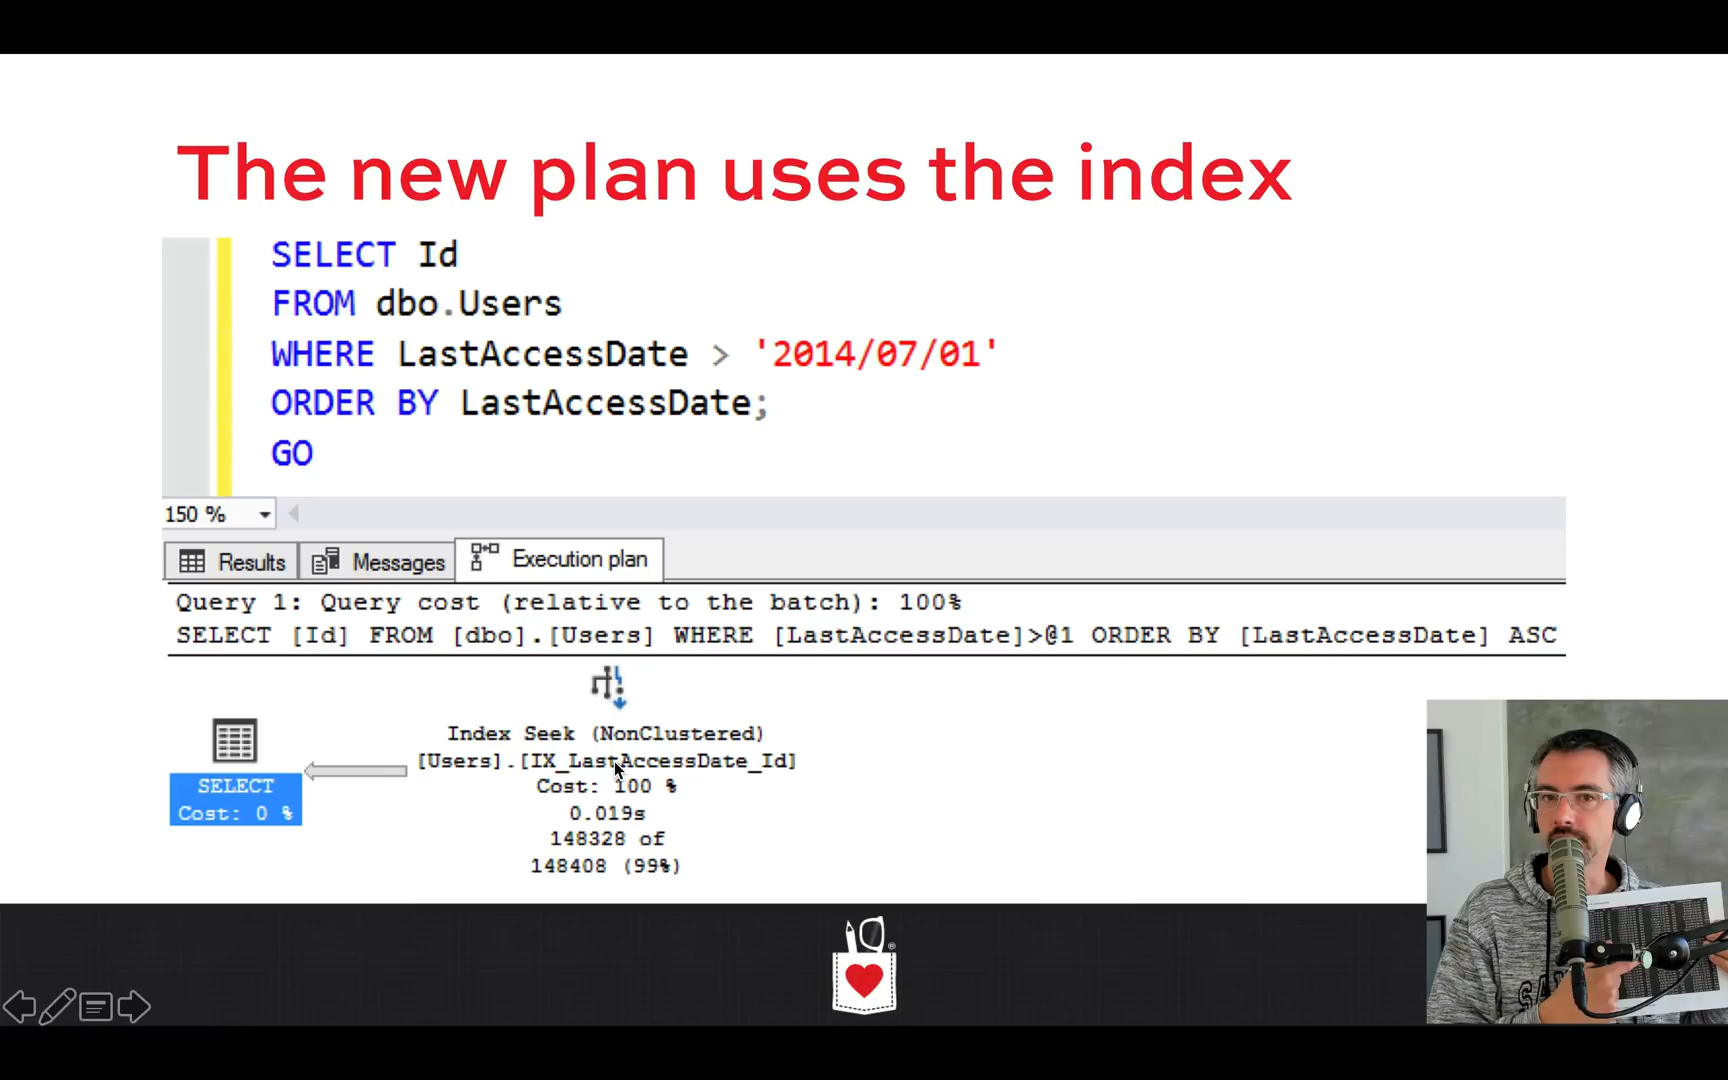 The new plan uses the index
SELECT Id
FROM dbo.Users
WHERE LastAccessDate > '2014/07/01'
ORDER BY LastAccessDate;
GO
150 %
Results
Messages
Execution plan
Query 1: Query cost (relative to the batch): 100%
SELECT [Id] FROM [dbo].[Users] WHERE [LastAccessDate]>@1 ORDER BY [LastAccessDate] ASC
SELECT
Cost: 0 %
Index Seek (NonClustered)
[Users].[IX_LastAccessDate_Id]
Cost: 100 %
0.019s
148328 of
148408 (99%)
®